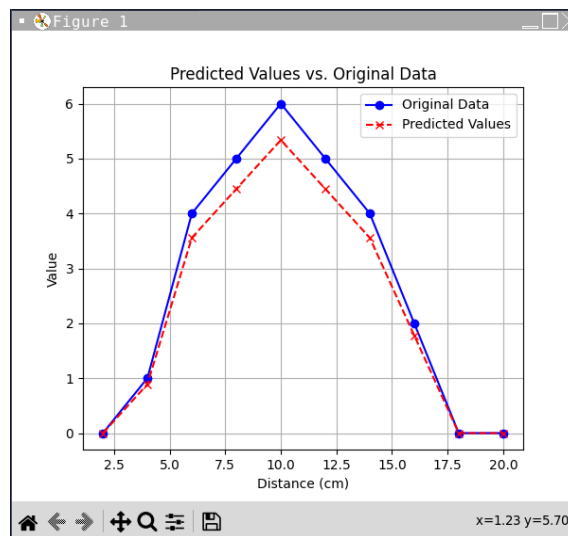 Figure 1
Predicted Values vs. Original Data
Original Data
Predicted Values
6
5
4
3
2
1
0
Value
2.5 5.0 7.5 10.0 12.5 15.0 17.5 20.0
Distance (cm)
x=1.23 y=5.70